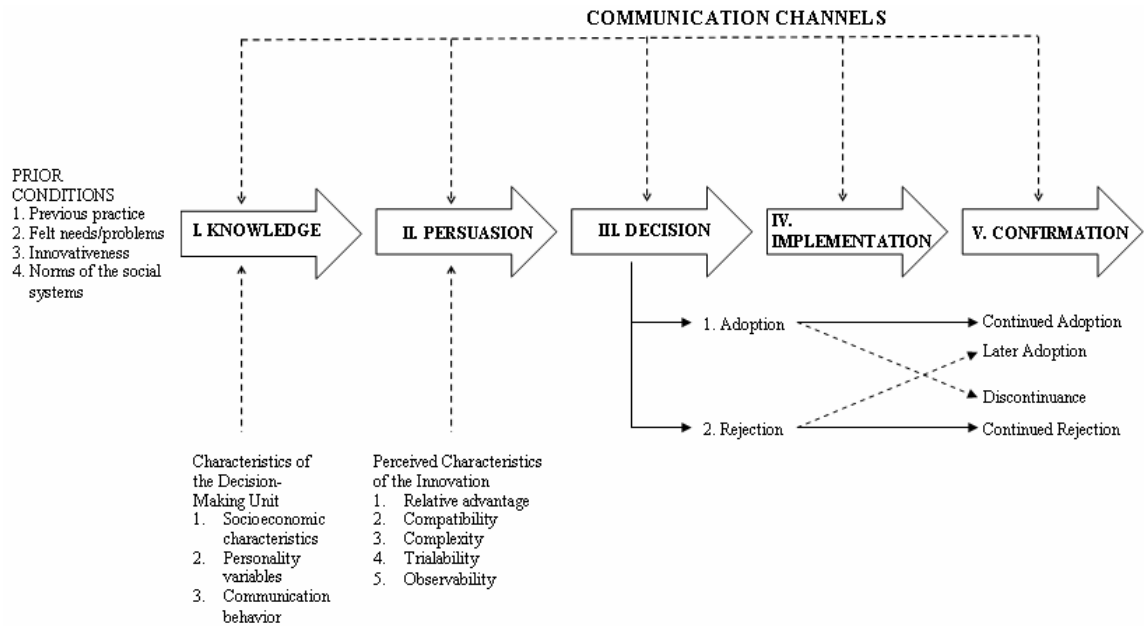 COMMUNICATION CHANNELS
PRIOR
CONDITIONS
1. Previous practice
2. Felt needs/problems
3. Innovativeness
4. Norms of the social
systems
I. KNOWLEDGE
II. PERSUASION
III. DECISION
IV.
IMPLEMENTATION
V. CONFIRMATION
1. Adoption
Continued Adoption
Later Adoption
Discontinuance
2. Rejection
Continued Rejection
Characteristics of
the Decision-
Making Unit
1. Socioeconomic
characteristics
2. Personality
variables
3. Communication
behavior
Perceived Characteristics
of the Innovation
1. Relative advantage
2. Compatibility
3. Complexity
4. Trialability
5. Observability